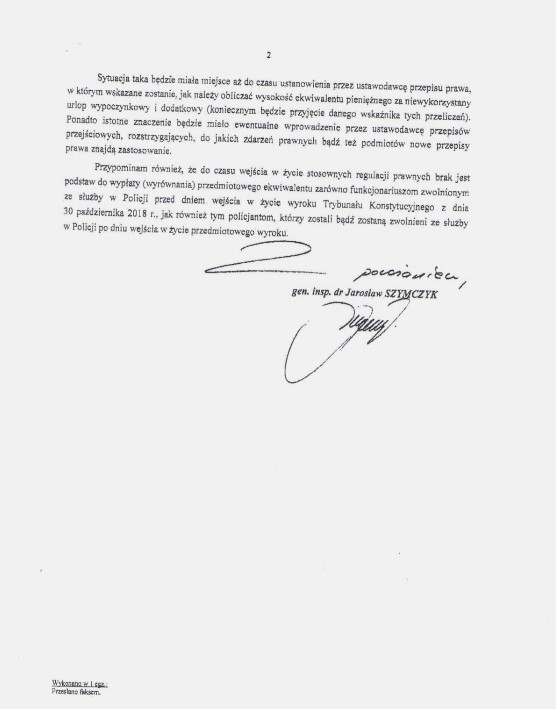 2
Sytuacja taka będzie miała miejsce aż do czasu ustanowienia przez ustawodawcę przepisu prawa,
w którym wskazane zostanie, jak należy obliczać wysokość ekwiwalentu pieniężnego za niewykorzystany
urlop wypoczynkowy i dodatkowy (koniecznym będzie przyjęcie danego wskaźnika tych przeliczeń).
Ponadto istotne znaczenie będzie miało ewentualne wprowadzenie przez ustawodawcę przepisów
przejściowych, rozstrzygających, do jakich zdarzeń prawnych bądź też podmiotów nowe przepisy
prawa znajdą zastosowanie.
Przypominam również, że do czasu wejścia w życie stosownych regulacji prawnych brak jest
podstaw do wypłaty (wyrównania) przedmiotowego ekwiwalentu zarówno funkcjonariuszom zwolnionym
ze służby w Policji przed dniem wejścia w życie wyroku Trybunału Konstytucyjnego z dnia
30 października 2018 r., jak również tym policjantom, którzy zostali bądź zostaną zwolnieni ze służby
w Policji po dniu wejścia w życie przedmiotowego wyroku.
Z poważaniem,
gen. insp. dr Jarosław SZYMCZYK
Wykonano w 1 egz.:
Przesłano faksem.